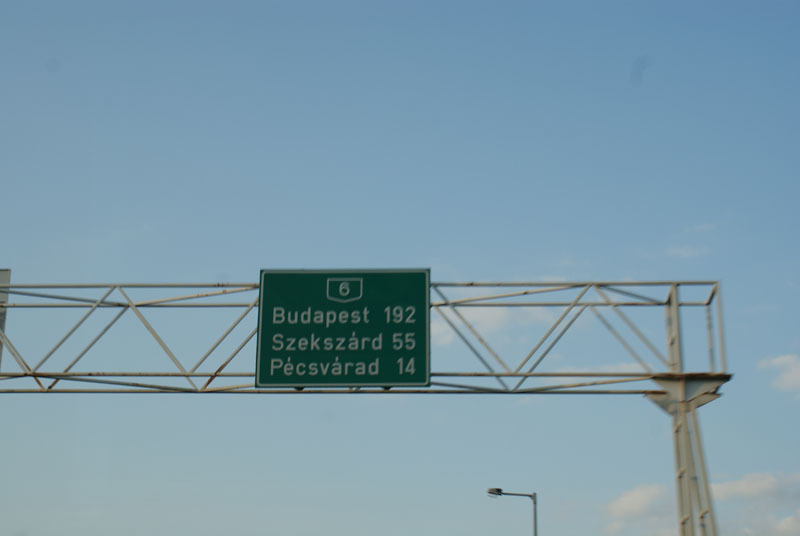 6
Budapest 192
Szekszárd 55
Pécsvárad 14